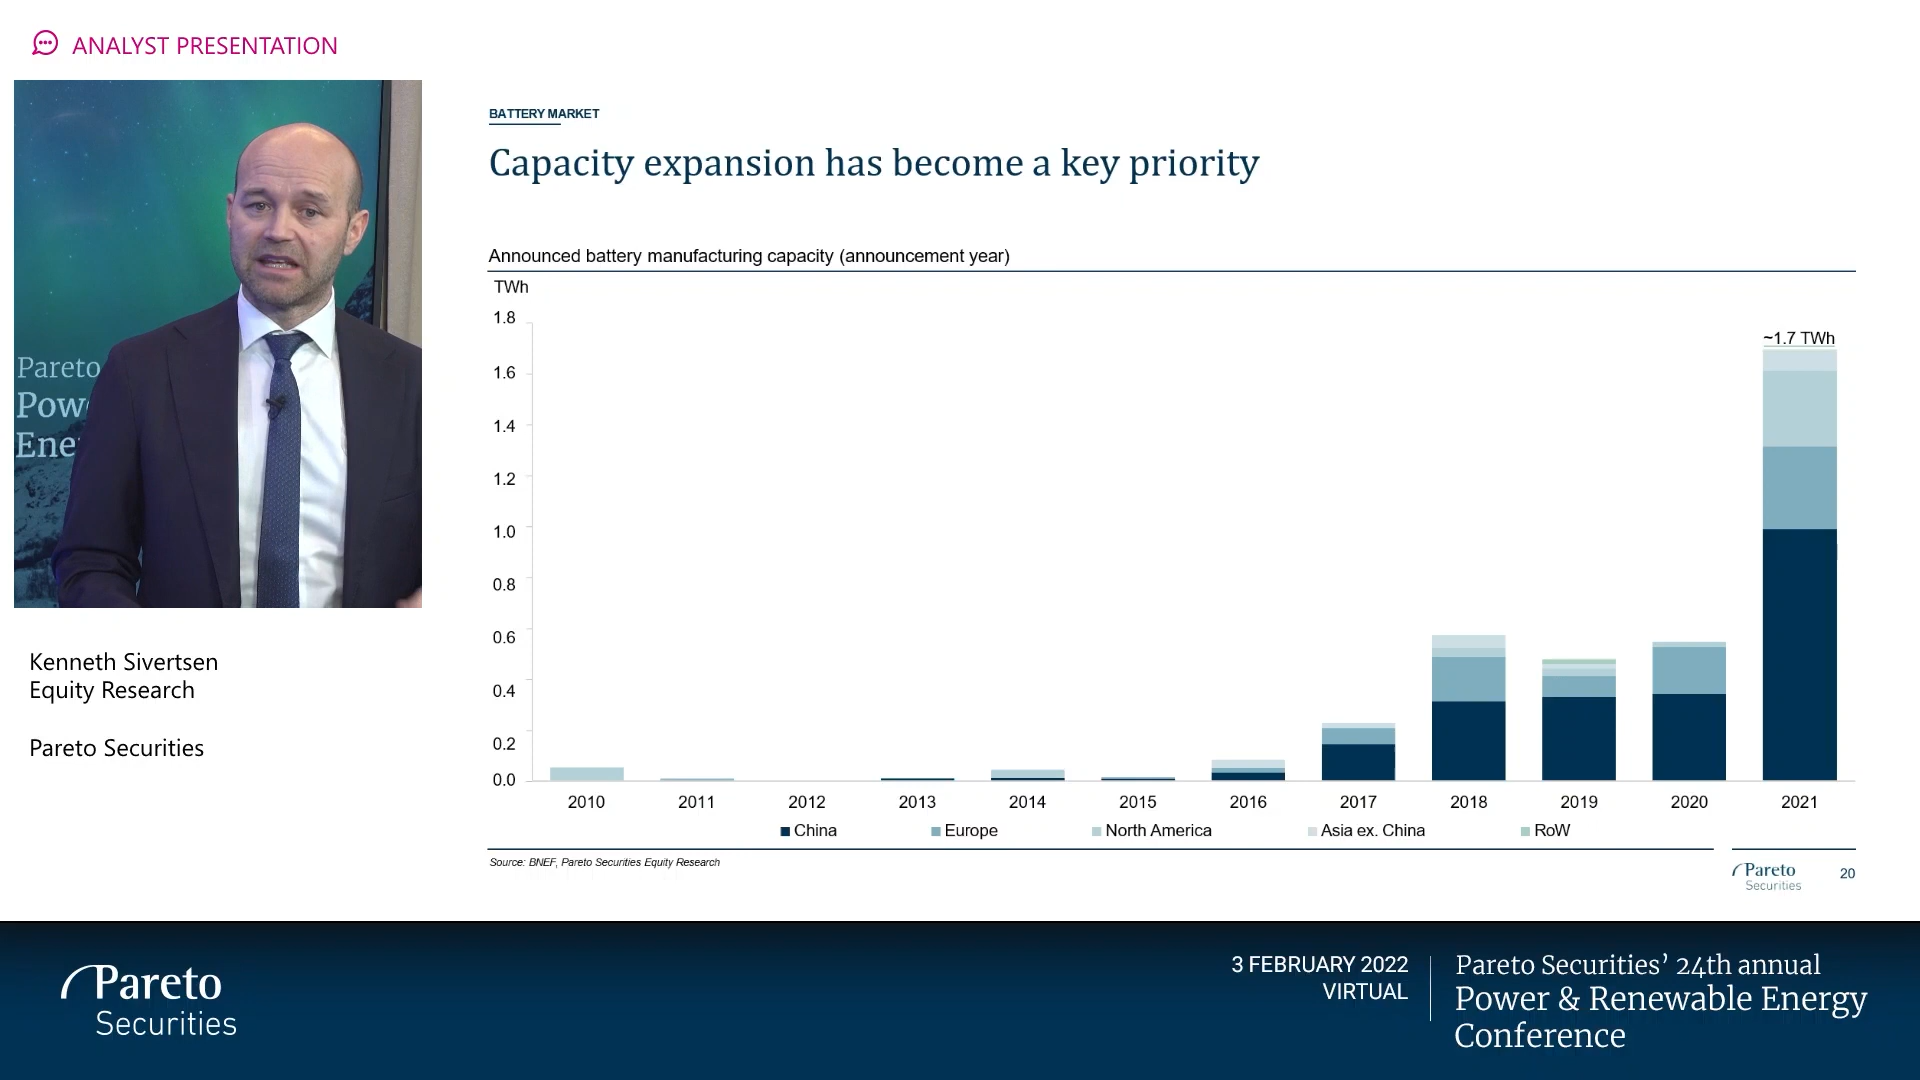 ANALYST PRESENTATION
Pareto
Pow
Ene
Kenneth Sivertsen
Equity Research
Pareto Securities
BATTERY MARKET
Capacity expansion has become a key priority
Announced battery manufacturing capacity (announcement year)
TWh
1.8
1.6
1.4
1.2
1.0
0.8
0.6
0.4
0.2
0.0
~1.7 TWh
2010 2011 2012 2013 2014 2015 2016 2017 2018 2019 2020 2021
China Europe North America Asia ex. China RoW
Source: BNEF, Pareto Securities Equity Research
Pareto
Securities
20
Pareto
Securities
3 FEBRUARY 2022
VIRTUAL
Pareto Securities’ 24th annual
Power & Renewable Energy
Conference